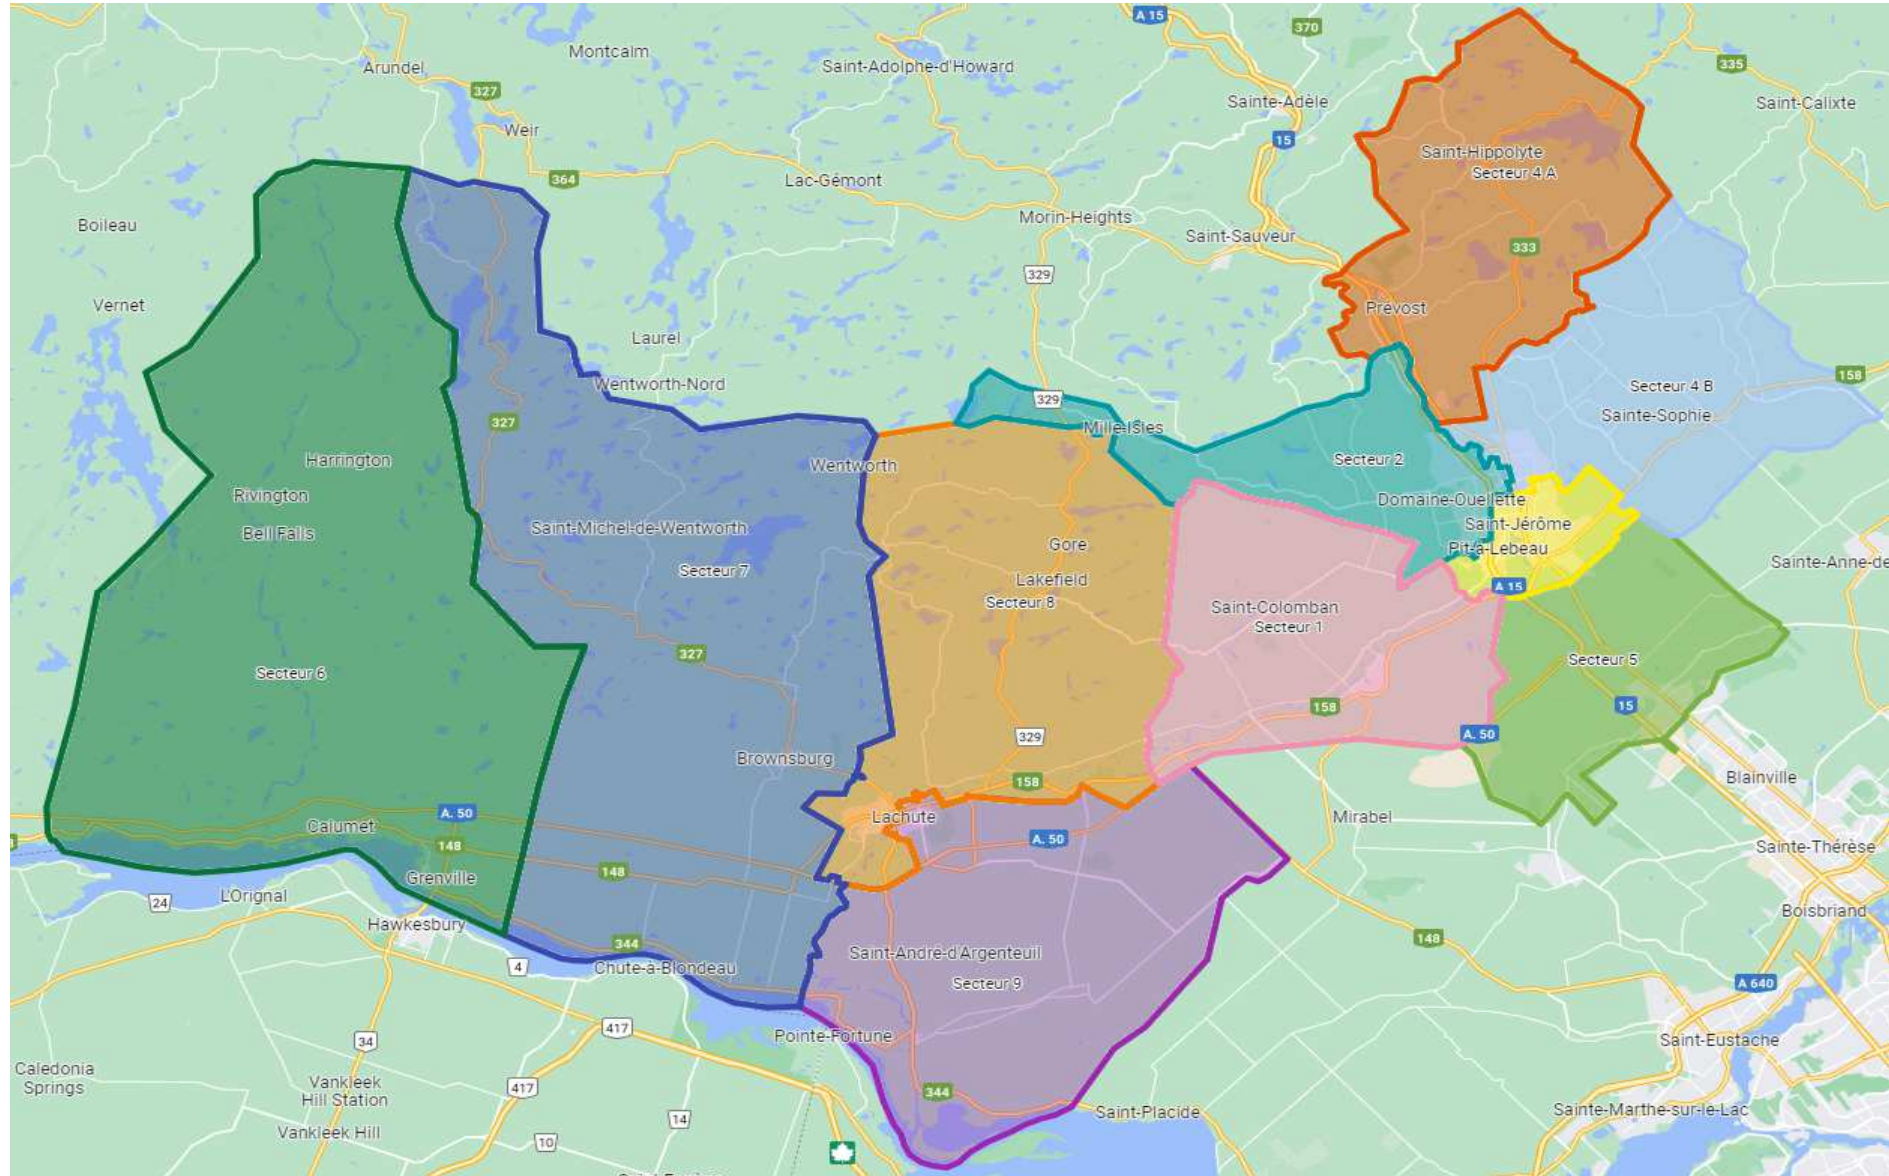 A 15
370
Montcalm
Arundel
Saint-Adolphe-d'Howard
335
327
Sainte-Adèle
Saint-Calixte
Weir
15
Saint-Hippolyte
Secteur 4 A
364
Lac-Gémont
Boileau
Morin-Heights
Saint-Sauveur
333
329
Vernet
Prévost
Laurel
158
Wentworth-Nord
Secteur 4 B
329
Sainte-Sophie
327
Mille-Isles
Harrington
Wentworth
Secteur 2
Rivington
Domaine-Ouellette
Saint-Michel-de-Wentworth
Saint-Jérôme
Bell Falls
Gore
Pit-à-Lebeau
Sainte-Anne-de
Secteur 7
Lakefield
A 15
Secteur 8
Saint-Colomban
Secteur 1
327
Secteur 5
Secteur 6
158
15
329
A. 50
Brownsburg
Blainville
158
A. 50
Lachute
Mirabel
Calumet
A. 50
148
Sainte-Thérèse
148
Grenville
L'Orignal
24
Boisbriand
Hawkesbury
148
344
Saint-André-d'Argenteuil
4
Chute-à-Blondeau
Secteur 9
A 640
417
Pointe-Fortune
34
Saint-Eustache
Caledonia
Springs
Vankleek
Hill Station
417
344
14
Saint-Placide
Sainte-Marthe-sur-le-Lac
Vankleek Hill
10